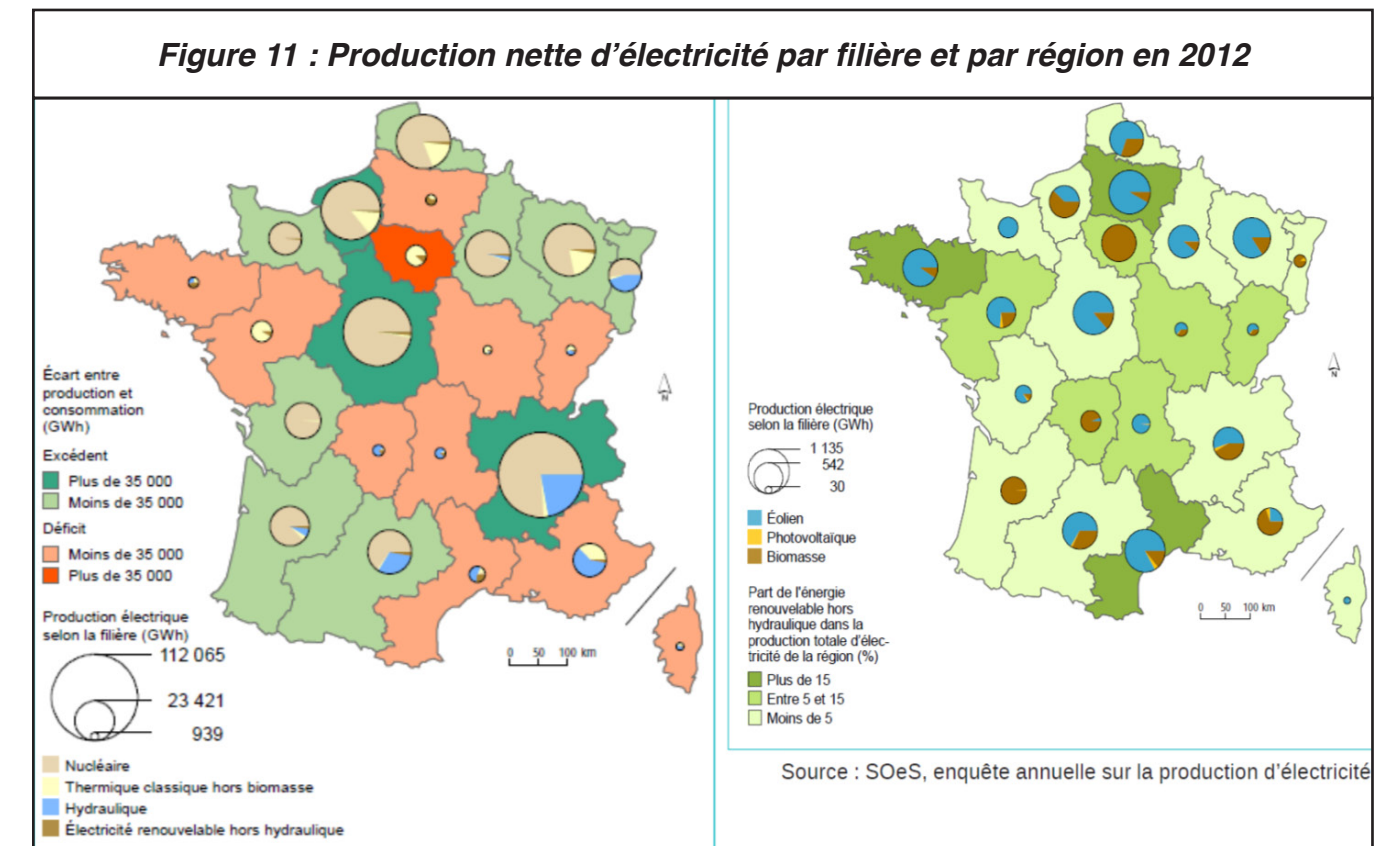 Figure 11 : Production nette d’électricité par filière et par région en 2012
Écart entre
production et
consommation
(GWh)
Excédent
Plus de 35 000
Moins de 35 000
Déficit
Moins de 35 000
Plus de 35 000
Production électrique
selon la filière (GWh)
112 065
23 421
939
Nucléaire
Thermique classique hors biomasse
Hydraulique
Électricité renouvelable hors hydraulique
N
0 50 100 km
Production électrique
selon la filière (GWh)
1 135
542
30
Éolien
Photovoltaïque
Biomasse
Part de l'énergie
renouvelable hors
hydraulique dans la
production totale d'élec-
tricité de la région (%)
Plus de 15
Entre 5 et 15
Moins de 5
N
0 50 100 km
Source : SOeS, enquête annuelle sur la production d’électricité